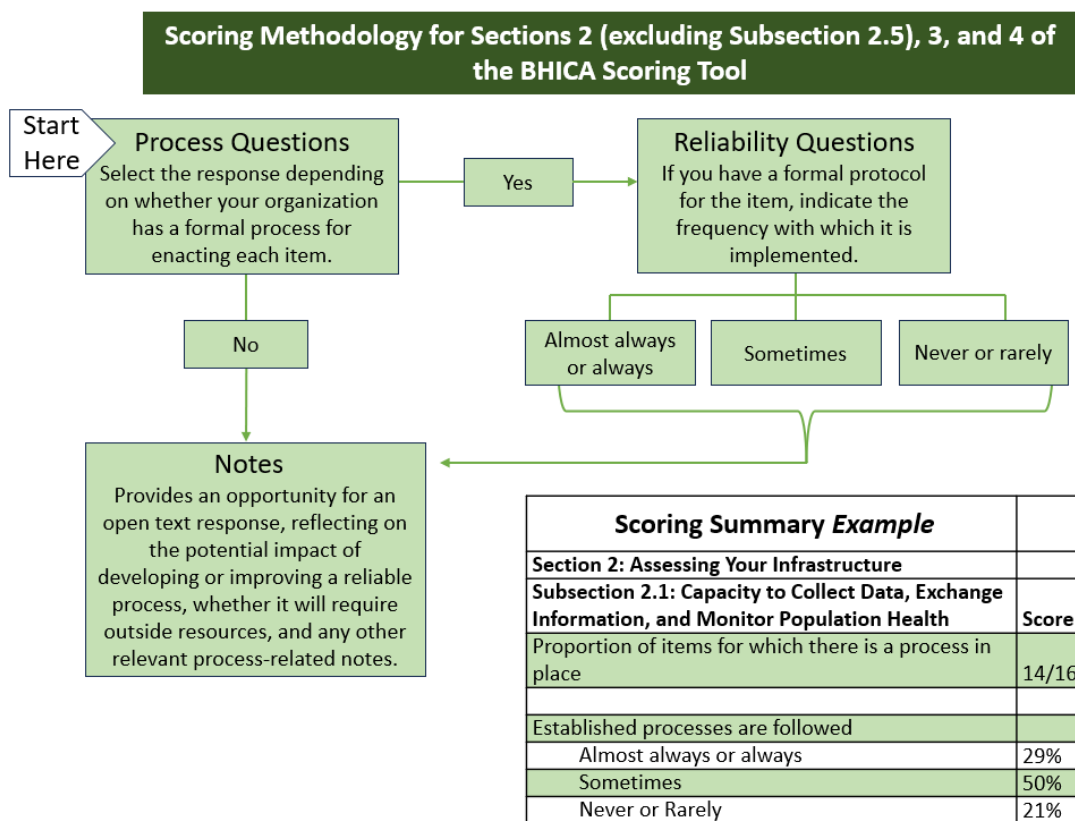 Scoring Methodology for Sections 2 (excluding Subsection 2.5), 3, and 4 of
the BHICA Scoring Tool
Start
Here
Process Questions
Select the response depending
on whether your organization
has a formal process for
enacting each item.
Yes
Reliability Questions
If you have a formal protocol
for the item, indicate the
frequency with which it is
implemented.
No
Almost always
or always
Sometimes
Never or rarely
Notes
Provides an opportunity for an
open text response, reflecting on
the potential impact of
developing or improving a reliable
process, whether it will require
outside resources, and any other
relevant process-related notes.
Scoring Summary Example
Section 2: Assessing Your Infrastructure
Subsection 2.1: Capacity to Collect Data, Exchange
Information, and Monitor Population Health Score
Proportion of items for which there is a process in
place 14/16
Established processes are followed
Almost always or always 29%
Sometimes 50%
Never or Rarely 21%